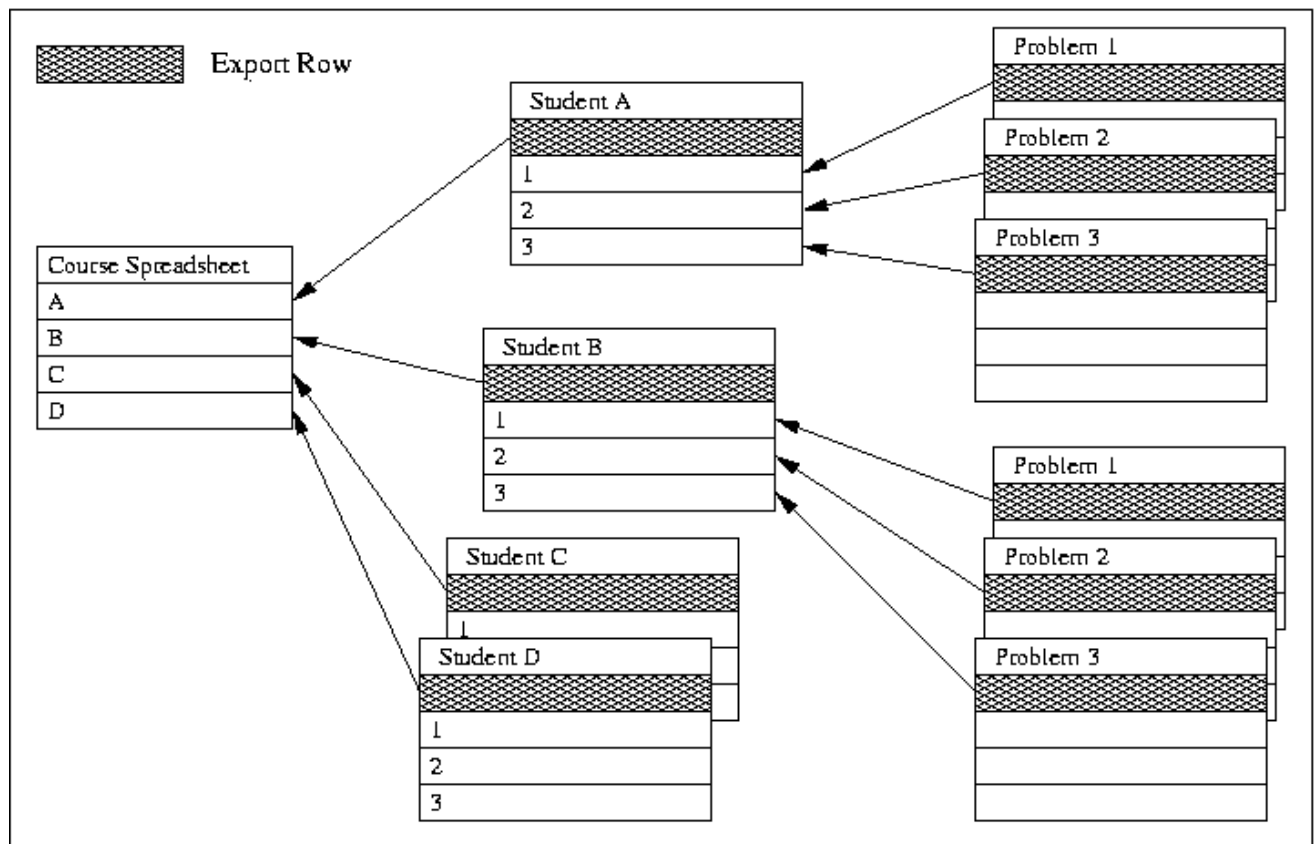 Export Row
Problem 1
Student A
Problem 2
1
2
3
Problem 3
Course Spreadsheet
A
B
C
D
Student B
1
2
3
Problem 1
Student C
1
Problem 2
Student D
1
2
3
Problem 3